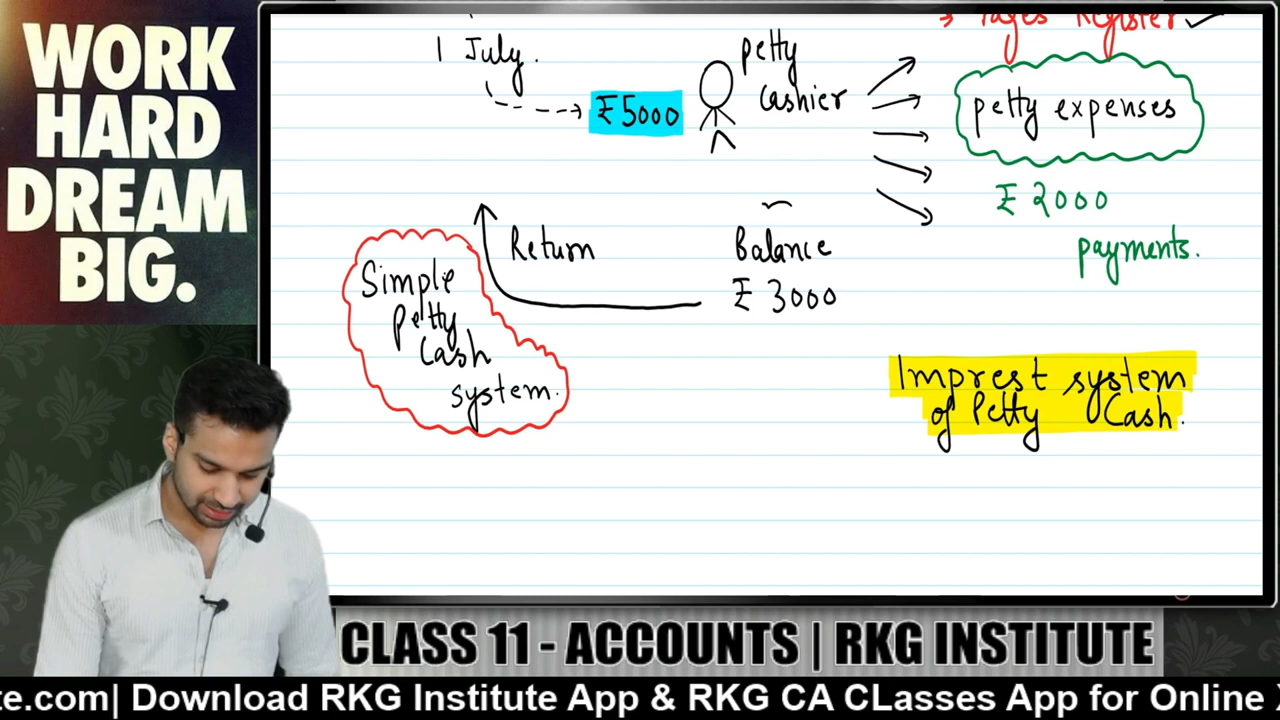 WORK
HARD
DREAM
BIG.
→ Pages Register ✓
1 July.
₹5000
petty
cashier
petty expenses
₹ 2000
payments.
Return
Balance
₹ 3000
Simple
Petty
Cash
system.
Imprest system
of Petty Cash.
CLASS 11 - ACCOUNTS | RKG INSTITUTE
te.com| Download RKG Institute App & RKG CA CLasses App for Online